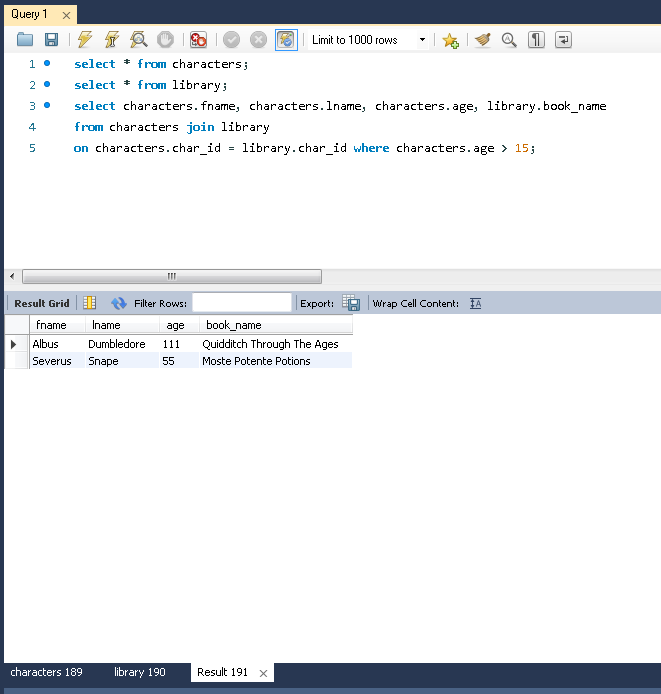 Query 1
Limit to 1000 rows
1 select * from characters;
2 select * from library;
3 select characters.fname, characters.lname, characters.age, library.book_name
4 from characters join library
5 on characters.char_id = library.char_id where characters.age > 15;
Result Grid Filter Rows: Export: Wrap Cell Content:
fname lname age book_name
Albus Dumbledore 111 Quidditch Through The Ages
Severus Snape 55 Moste Potente Potions
characters 189 library 190 Result 191